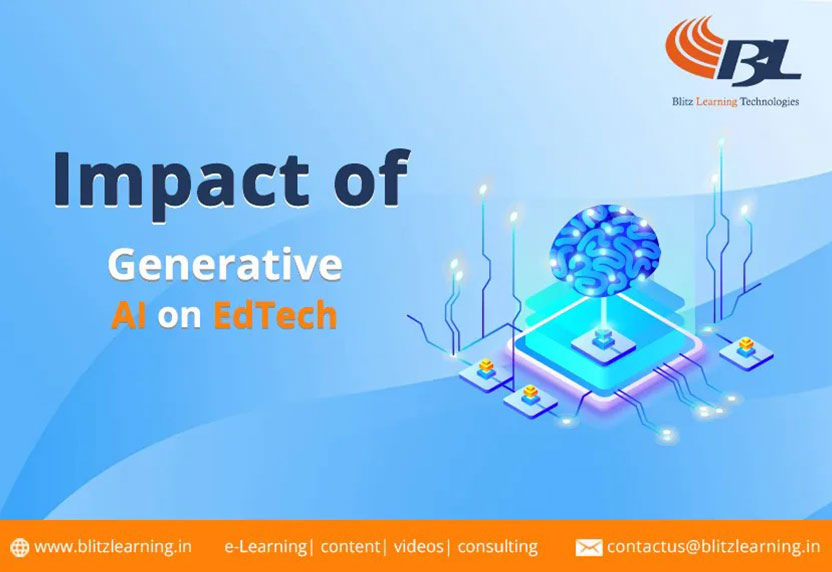 BL
Blitz Learning Technologies
Impact of
Generative
AI on EdTech
www.blitzlearning.in e-Learning| content| videos| consulting contactus@blitzlearning.in